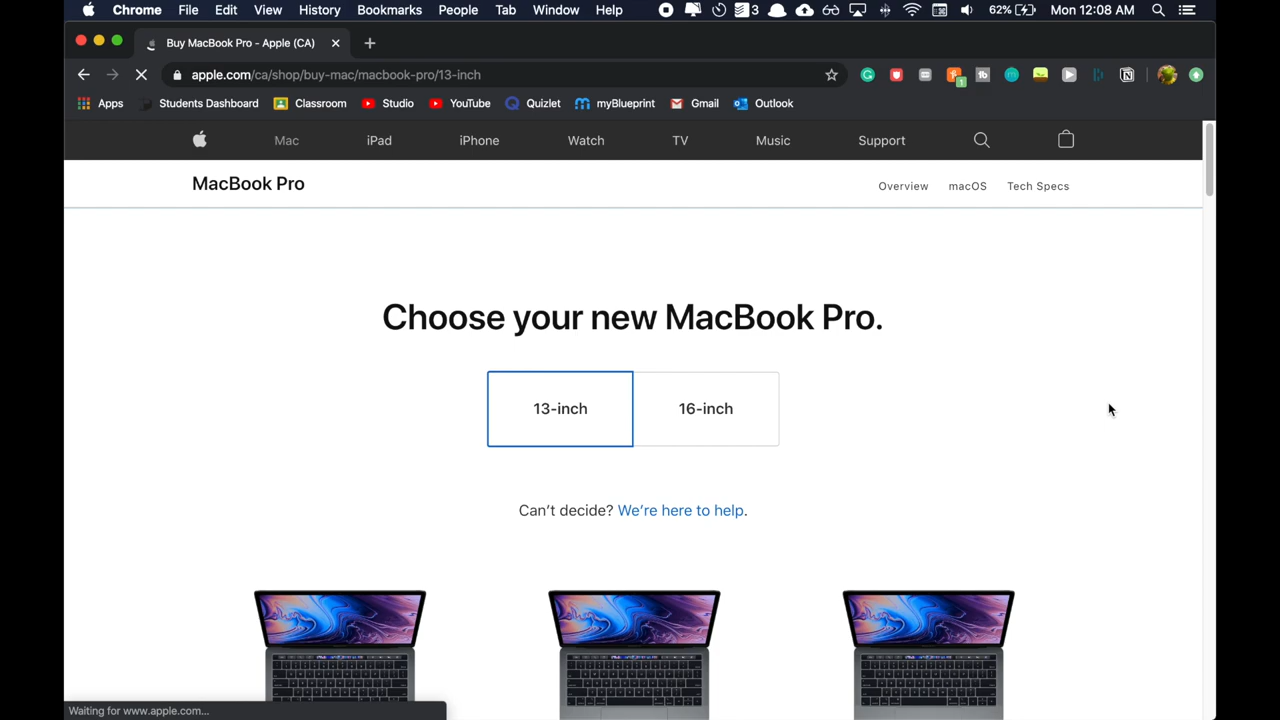 Chrome File Edit View History Bookmarks People Tab Window Help 3 62% Mon 12:08 AM
Buy MacBook Pro - Apple (CA)
apple.com/ca/shop/buy-mac/macbook-pro/13-inch
Apps Students Dashboard Classroom Studio YouTube Quizlet myBlueprint Gmail Outlook
Mac iPad iPhone Watch TV Music Support
MacBook Pro Overview macOS Tech Specs
Choose your new MacBook Pro.
13-inch 16-inch
Can't decide? We're here to help.
Waiting for www.apple.com...